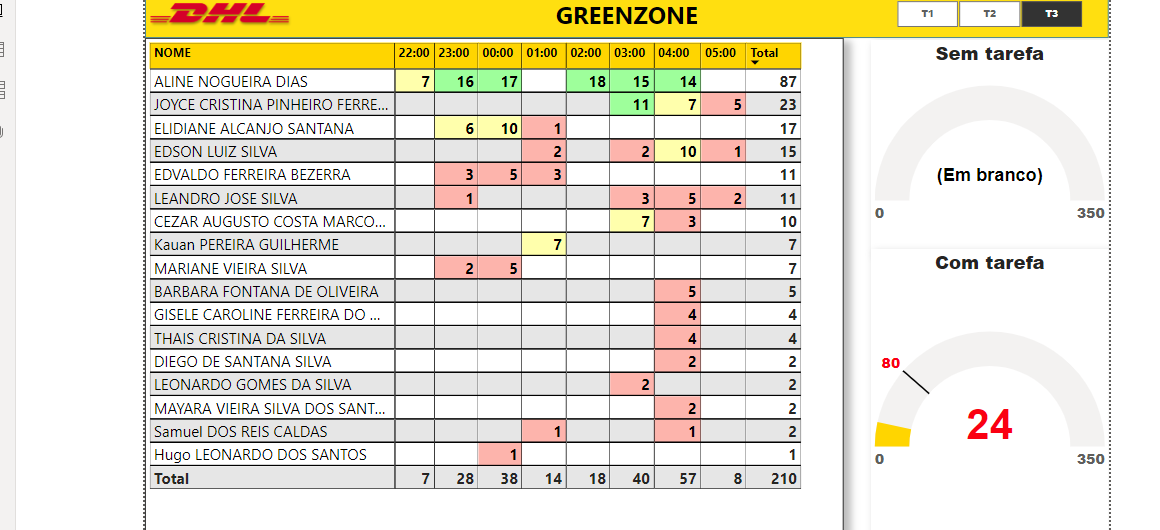 DHL
GREENZONE
T1 T2 T3
NOME 22:00 23:00 00:00 01:00 02:00 03:00 04:00 05:00 Total
ALINE NOGUEIRA DIAS 7 16 17 18 15 14 87
JOYCE CRISTINA PINHEIRO FERRE... 11 7 5 23
ELIDIANE ALCANJO SANTANA 6 10 1 17
EDSON LUIZ SILVA 2 2 10 1 15
EDVALDO FERREIRA BEZERRA 3 5 3 11
LEANDRO JOSE SILVA 1 3 5 2 11
CEZAR AUGUSTO COSTA MARCO... 7 3 10
Kauan PEREIRA GUILHERME 7 7
MARIANE VIEIRA SILVA 2 5 7
BARBARA FONTANA DE OLIVEIRA 5 5
GISELE CAROLINE FERREIRA DO ... 4 4
THAIS CRISTINA DA SILVA 4 4
DIEGO DE SANTANA SILVA 2 2
LEONARDO GOMES DA SILVA 2 2
MAYARA VIEIRA SILVA DOS SANT... 2 2
Samuel DOS REIS CALDAS 1 1 2
Hugo LEONARDO DOS SANTOS 1 1
Total 7 28 38 14 18 40 57 8 210
Sem tarefa
(Em branco)
0 350
Com tarefa
80
24
0 350